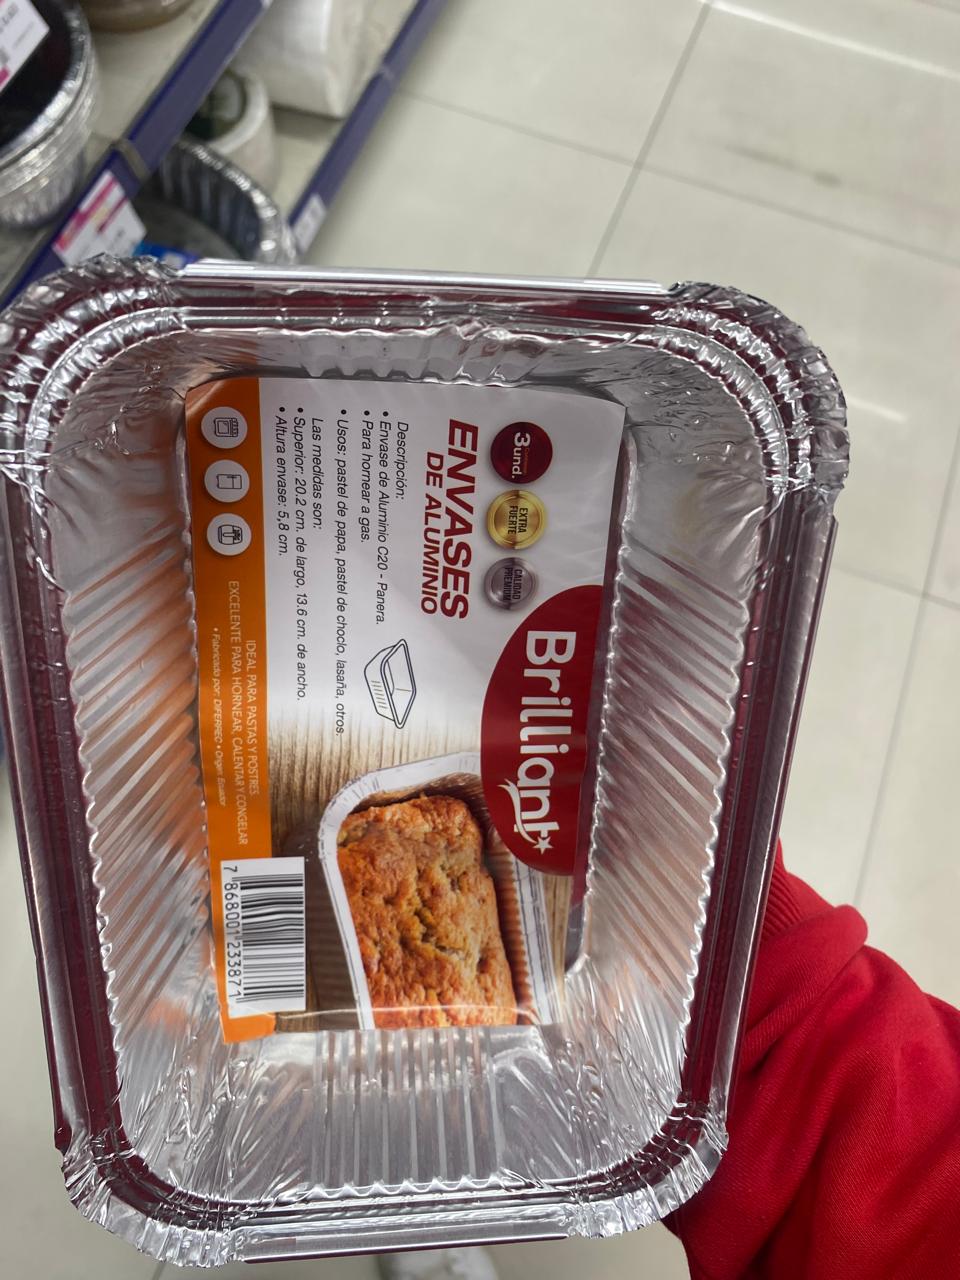 Brilliant
3und.
EXTRA
FUERTE
CALIDAD
PREMIUM
ENVASES
DE ALUMINIO
Descripción:
• Envase de Aluminio C20 - Panera.
• Para hornear a gas.
• Usos: pastel de papa, pastel de choclo, lasaña, otros.
Las medidas son:
• Superior: 20.2 cm. de largo, 13.6 cm. de ancho.
• Altura envase: 5,8 cm.
IDEAL PARA PASTAS Y POSTRES
EXCELENTE PARA HORNEAR, CALENTAR Y CONGELAR
• Fabricado por: DIFERPEC • Origen: Ecuador
7 868001 233871